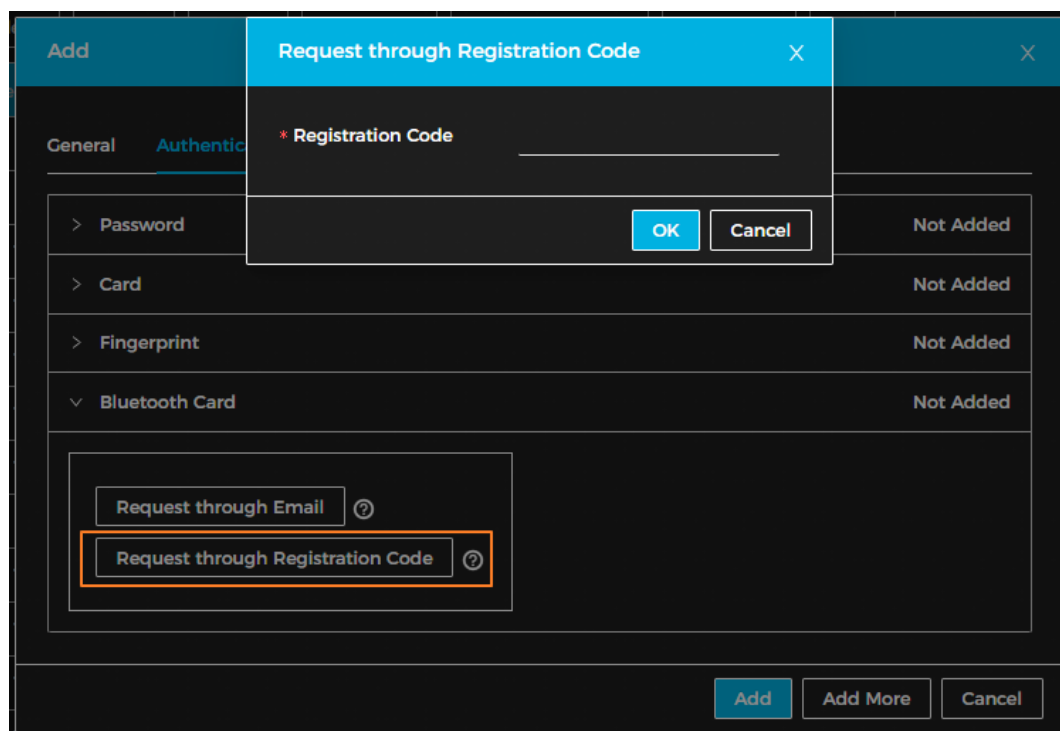 Add
Request through Registration Code
* Registration Code
OK
Cancel
General
Authentic
> Password
Not Added
> Card
Not Added
> Fingerprint
Not Added
Bluetooth Card
Not Added
Request through Email
Request through Registration Code
Add
Add More
Cancel